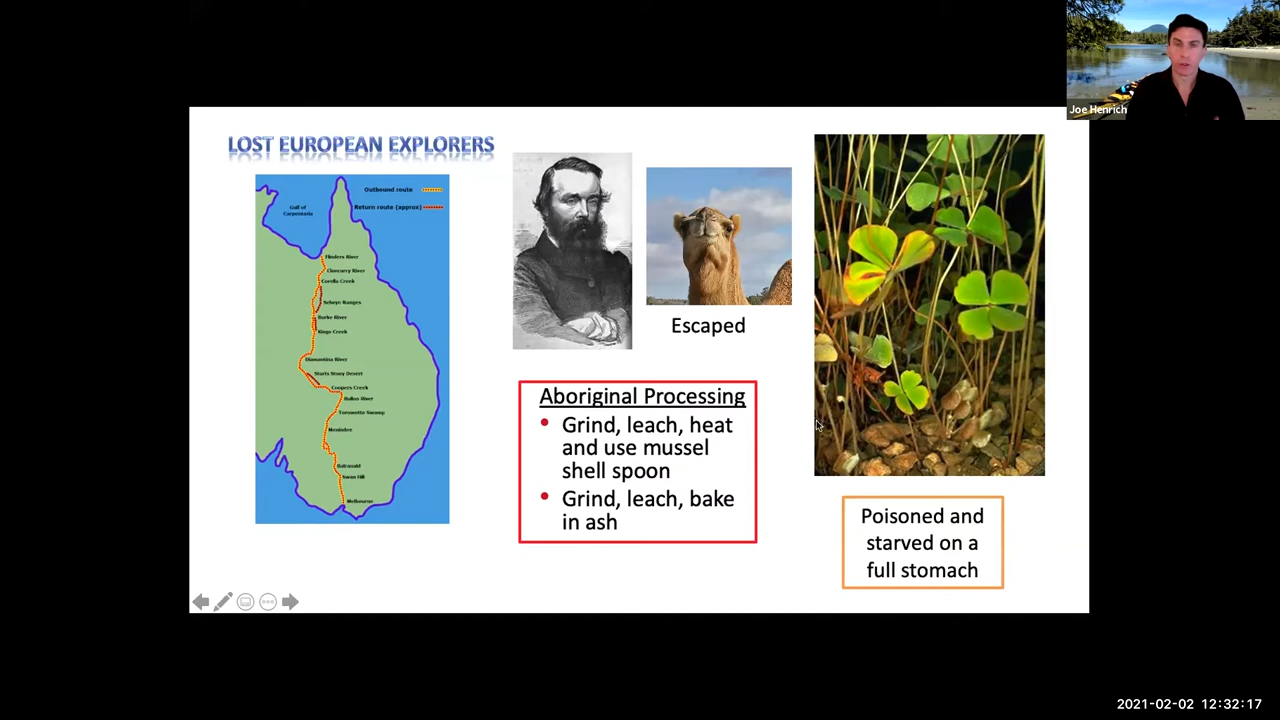 Joe Henrich
LOST EUROPEAN EXPLORERS
Outbound route
Return route (approx)
Gulf of
Carpentaria
Flinders River
Cloncurry River
Corella Creek
Selwyn Ranges
Burke River
Kings Creek
Diamantina River
Sturts Stony Desert
Coopers Creek
Bulloo River
Torowotto Swamp
Menindee
Balranald
Swan Hill
Melbourne
Escaped
Aboriginal Processing
• Grind, leach, heat
and use mussel
shell spoon
• Grind, leach, bake
in ash
Poisoned and
starved on a
full stomach
2021-02-02 12:32:17